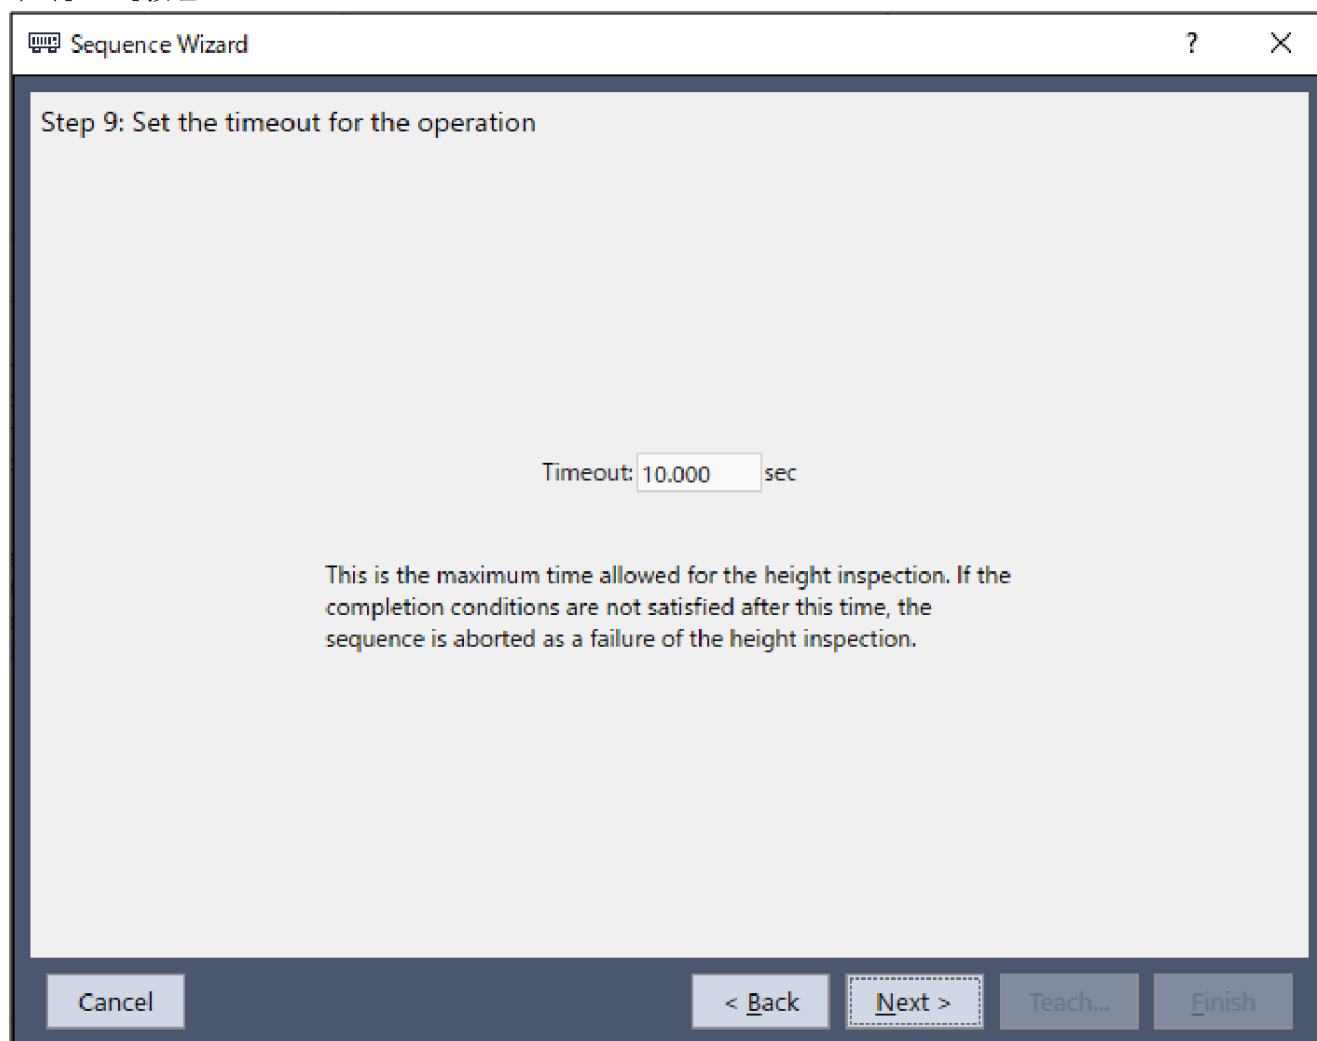 Sequence Wizard
?
Step 9: Set the timeout for the operation
Timeout: 10.000 sec
This is the maximum time allowed for the height inspection. If the
completion conditions are not satisfied after this time, the
sequence is aborted as a failure of the height inspection.
Cancel
< Back
Next >
Teach...
Finish